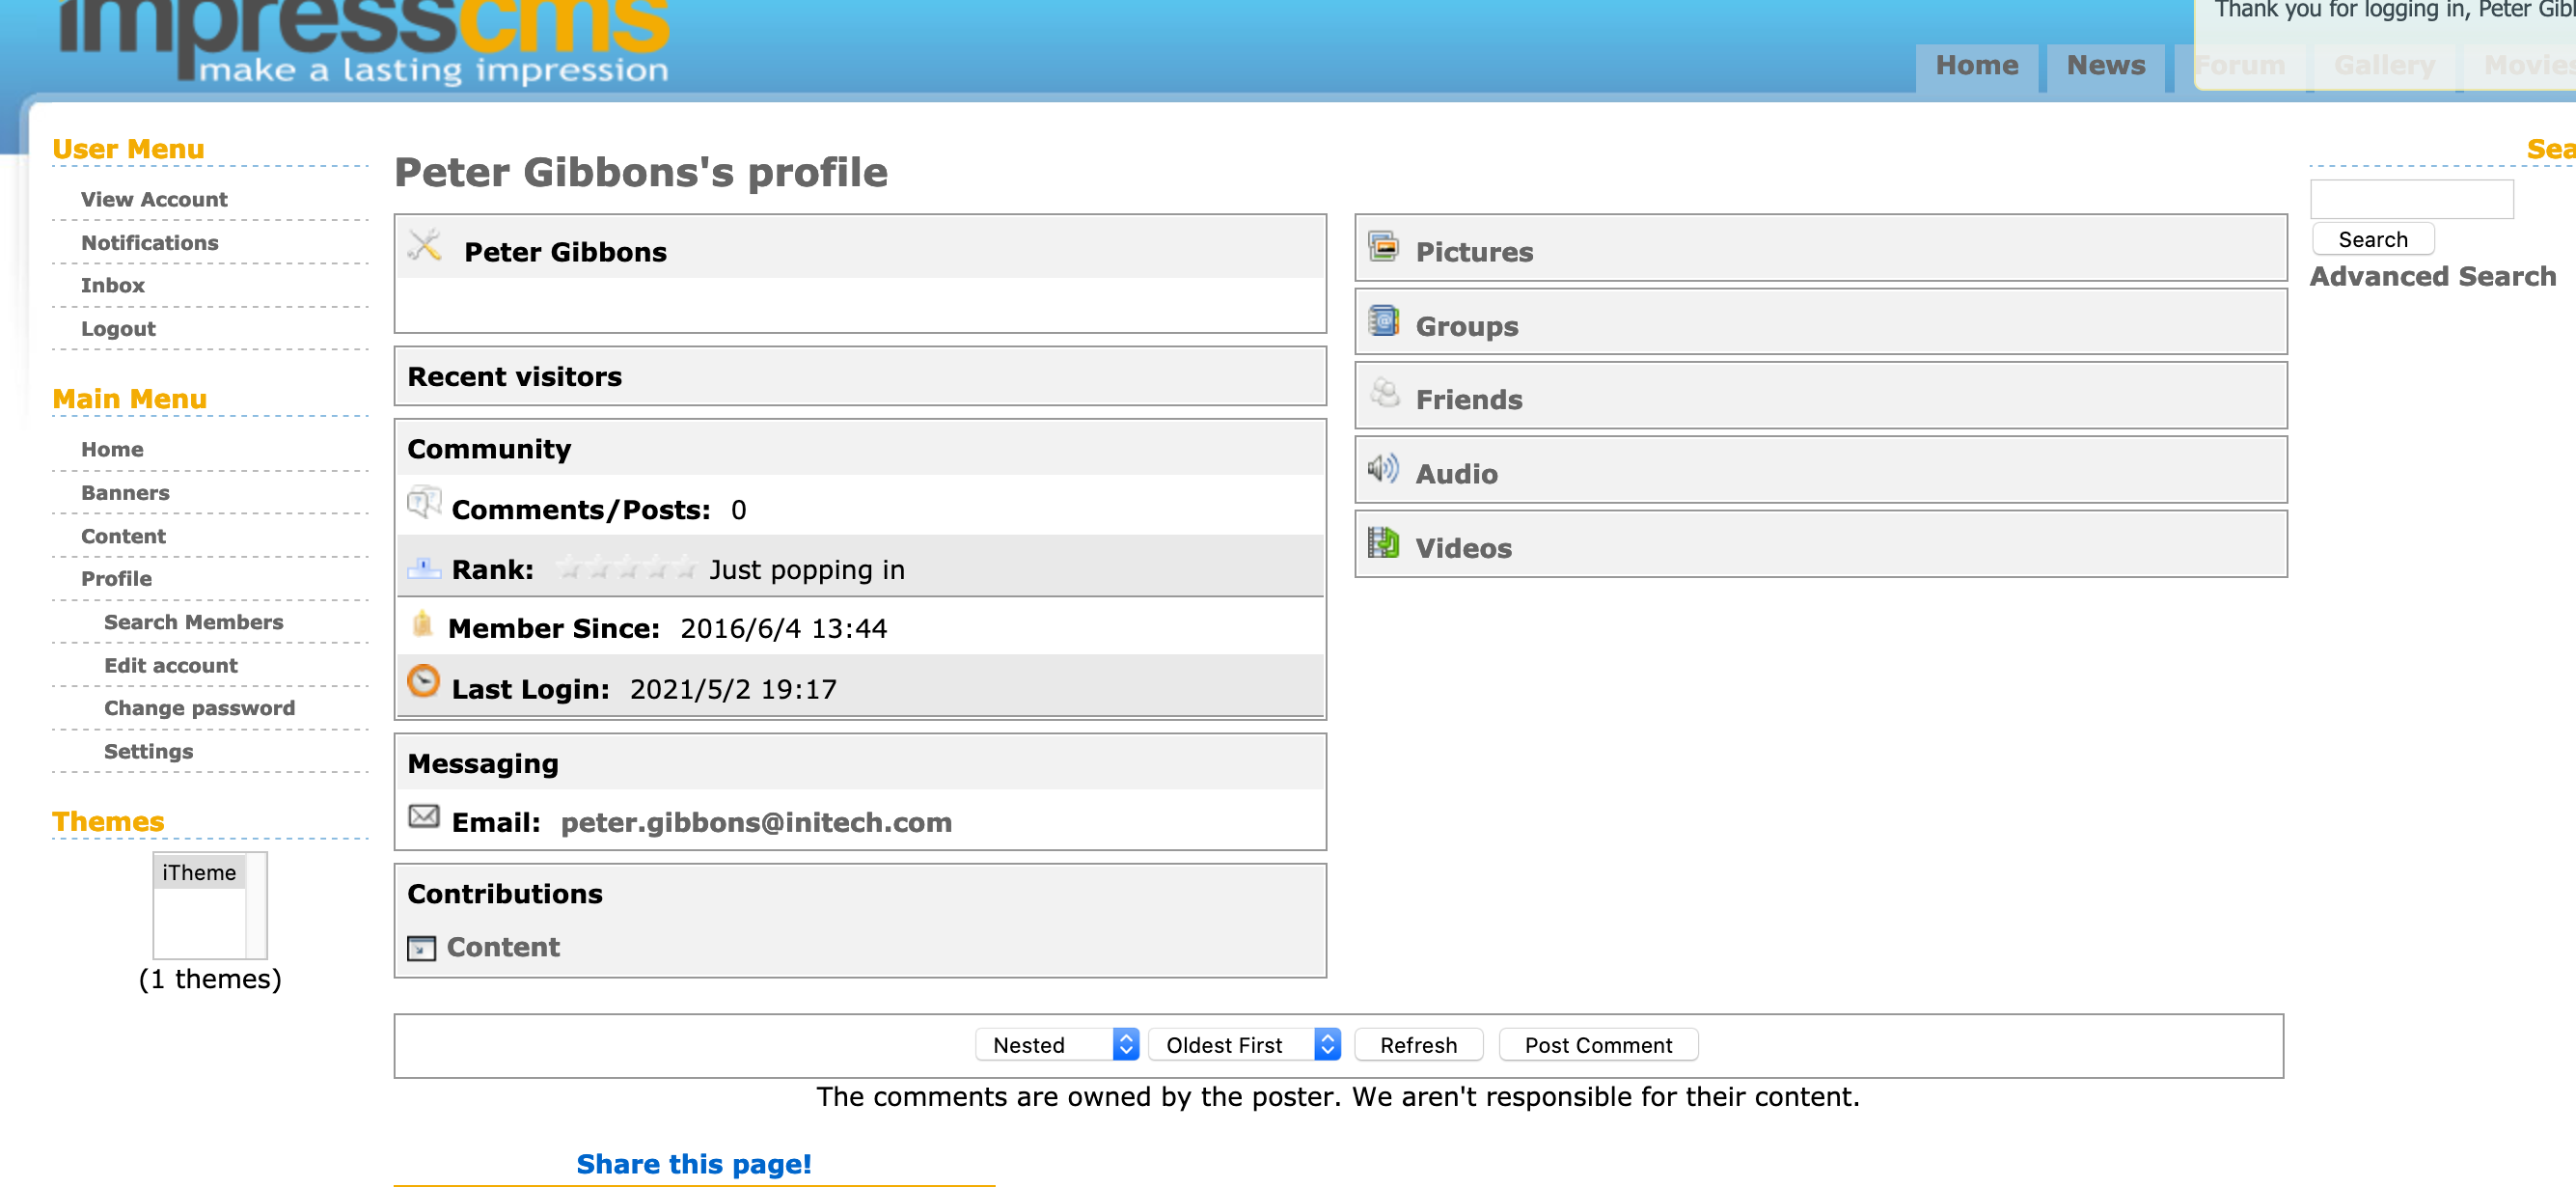 impresscms
make a lasting impression
Thank you for logging in, Peter
Home
News
Forum
Gallery
Movies
User Menu
View Account
Notifications
Inbox
Logout
Main Menu
Home
Banners
Content
Profile
Search Members
Edit account
Change password
Settings
Themes
iTheme
(1 themes)
Peter Gibbons's profile
Peter Gibbons
Recent visitors
Community
Comments/Posts: 0
Rank: Just popping in
Member Since: 2016/6/4 13:44
Last Login: 2021/5/2 19:17
Messaging
Email: peter.gibbons@initech.com
Contributions
Content
Pictures
Groups
Friends
Audio
Videos
Search
Advanced Search
Nested Oldest First Refresh Post Comment
The comments are owned by the poster. We aren't responsible for their content.
Share this page!